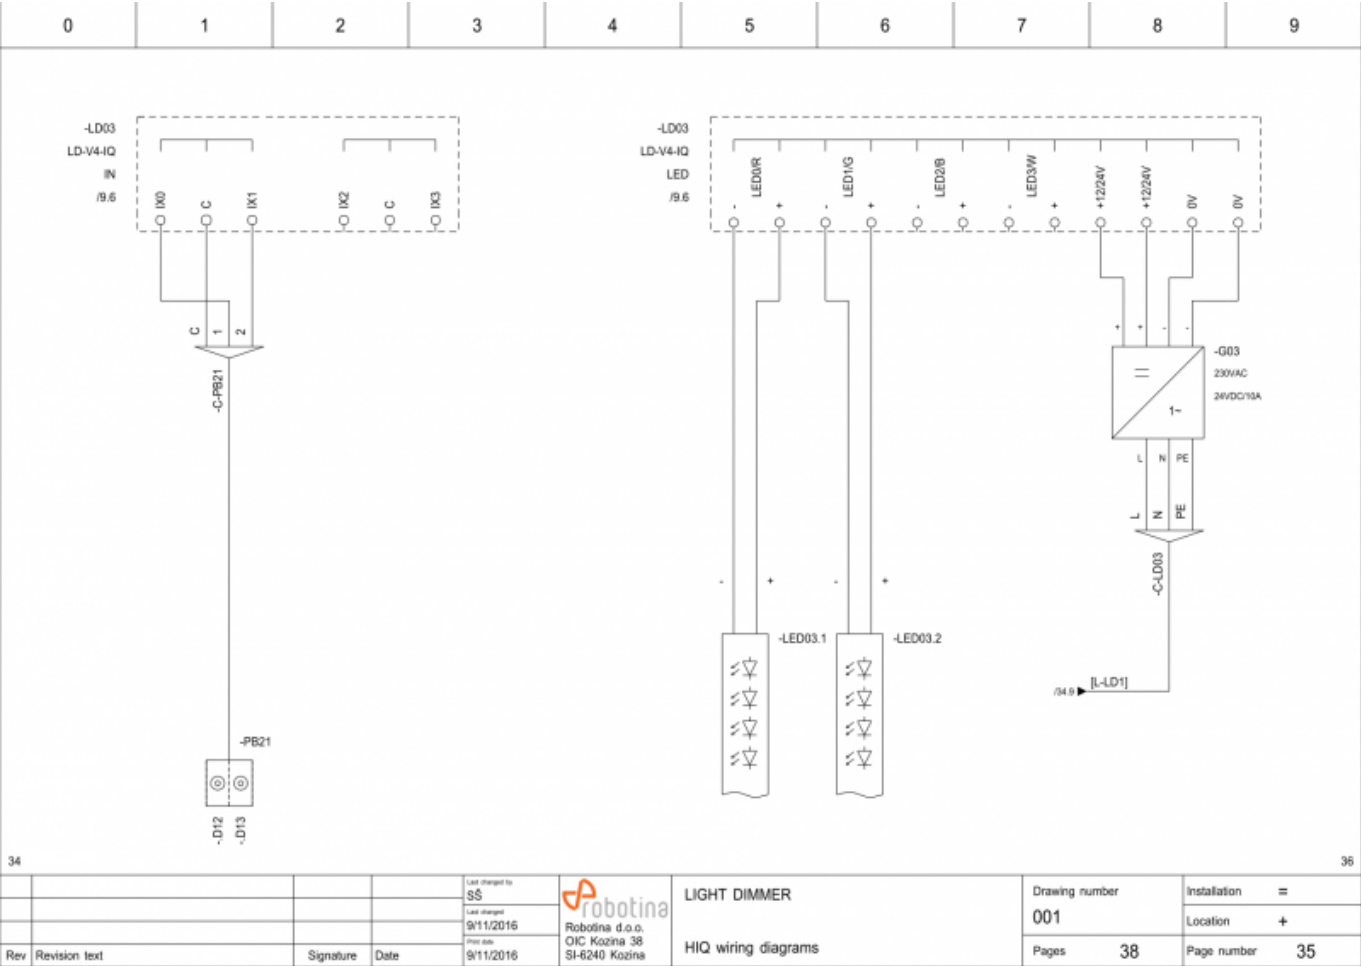 0 1 2 3 4 5 6 7 8 9
-LD03
LD-V4-IQ
IN
/9.6
IX0 C IX1 IX2 C IX3
-LD03
LD-V4-IQ
LED
/9.6
LED0/R LED1/G LED2/B LED3/W +12/24V +12/24V 0V 0V
- + - + - + - +
C 1 2
-C-PB21
+ + - -
-G03
230VAC
24VDC/10A
1~
L N PE
L N PE
-C-LD03
- + - +
-LED03.1
-LED03.2
/34.9 [L-LD1]
-PB21
-.D12 -.D13
34
36
Last changed by
SŠ
Last changed
9/11/2016
Print date
9/11/2016
Rev Revision text Signature Date
robotina
Robotina d.o.o.
OIC Kozina 38
SI-6240 Kozina
LIGHT DIMMER
HIQ wiring diagrams
Drawing number
001
Pages 38
Installation =
Location +
Page number 35